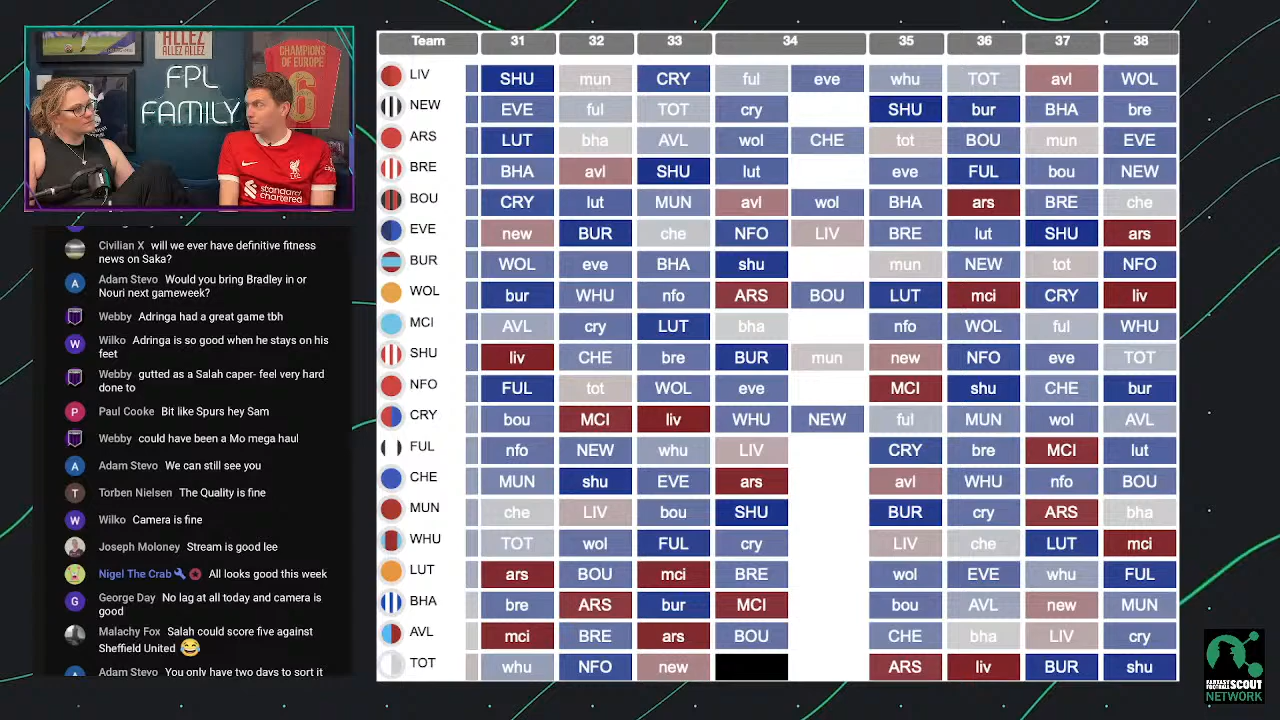 ALLEZ ALLEZ
ALLEZ ALLEZ
FPL
FAMILY
CHAMPIONS
OF EUROPE
6
standard
chartered
Civilian X will we ever have definitive fitness
news on Saka?
A Adam Stevo Would you bring Bradley in or
Nouri next gameweek?
Webby Adringa had a great game tbh
W Wilko Adringa is so good when he stays on his
feet
Webby gutted as a Salah caper- feel very hard
done to
P Paul Cooke Bit like Spurs hey Sam
Webby could have been a Mo mega haul
A Adam Stevo We can still see you
T Torben Nielsen The Quality is fine
W Wilko Camera is fine
Joseph Moloney Stream is good lee
Nigel The Crab All looks good this week
G George Day No lag at all today and camera is
good
Malachy Fox Salah could score five against
Sheffield United 😂
A Adam Stevo You only have two days to sort it
Team 31 32 33 34 35 36 37 38
LIV SHU mun CRY ful eve whu TOT avl WOL
NEW EVE ful TOT cry SHU bur BHA bre
ARS LUT bha AVL wol CHE tot BOU mun EVE
BRE BHA avl SHU lut eve FUL bou NEW
BOU CRY lut MUN avl wol BHA ars BRE che
EVE new BUR che NFO LIV BRE lut SHU ars
BUR WOL eve BHA shu mun NEW tot NFO
WOL bur WHU nfo ARS BOU LUT mci CRY liv
MCI AVL cry LUT bha nfo WOL ful WHU
SHU liv CHE bre BUR mun new NFO eve TOT
NFO FUL tot WOL eve MCI shu CHE bur
CRY bou MCI liv WHU NEW ful MUN wol AVL
FUL nfo NEW whu LIV CRY bre MCI lut
CHE MUN shu EVE ars avl WHU nfo BOU
MUN che LIV bou SHU BUR cry ARS bha
WHU TOT wol FUL cry LIV che LUT mci
LUT ars BOU mci BRE wol EVE whu FUL
BHA bre ARS bur MCI bou AVL new MUN
AVL mci BRE ars BOU CHE bha LIV cry
TOT whu NFO new ARS liv BUR shu
FANTASY
FOOTBALL SCOUT
NETWORK